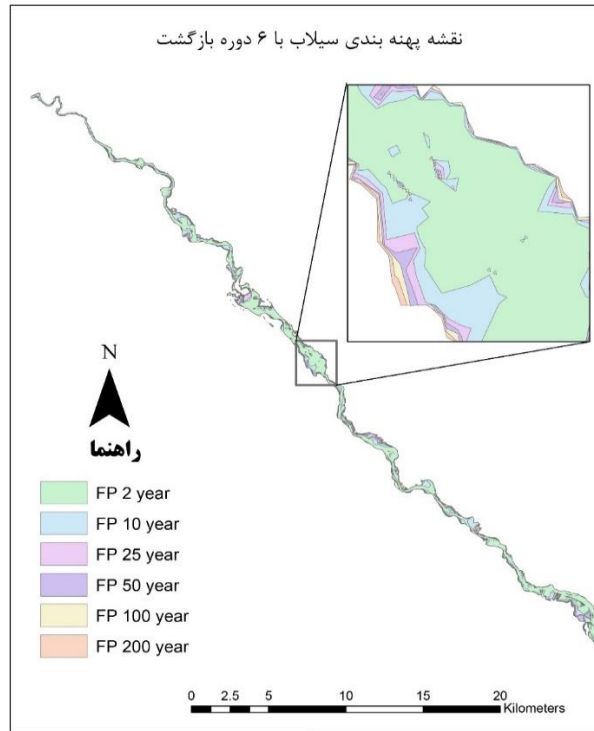 نقشه پهنه بندی سیلاب با ۶ دوره بازگشت
N
راهنما
FP 2 year
FP 10 year
FP 25 year
FP 50 year
FP 100 year
FP 200 year
0 2.5 5 10 15 20
Kilometers